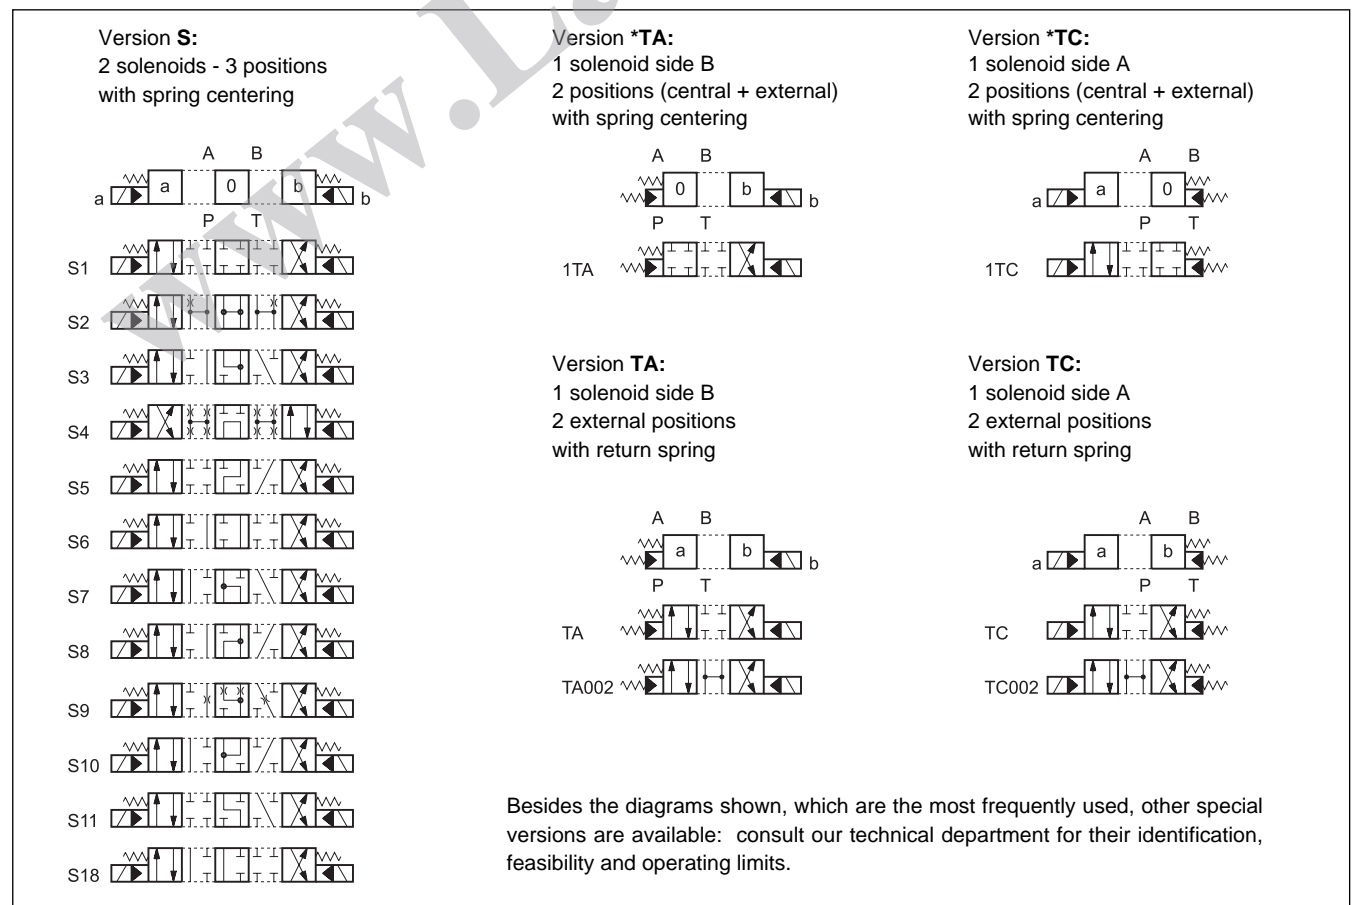 www.L
Version S:
2 solenoids - 3 positions
with spring centering
A B
a a 0 b b
P T
S1
S2
S3
S4
S5
S6
S7
S8
S9
S10
S11
S18
Version *TA:
1 solenoid side B
2 positions (central + external)
with spring centering
A B
0 b b
P T
1TA
Version *TC:
1 solenoid side A
2 positions (central + external)
with spring centering
A B
a a 0
P T
1TC
Version TA:
1 solenoid side B
2 external positions
with return spring
A B
a b b
P T
TA
TA002
Version TC:
1 solenoid side A
2 external positions
with return spring
A B
a a b
P T
TC
TC002
Besides the diagrams shown, which are the most frequently used, other special
versions are available: consult our technical department for their identification,
feasibility and operating limits.